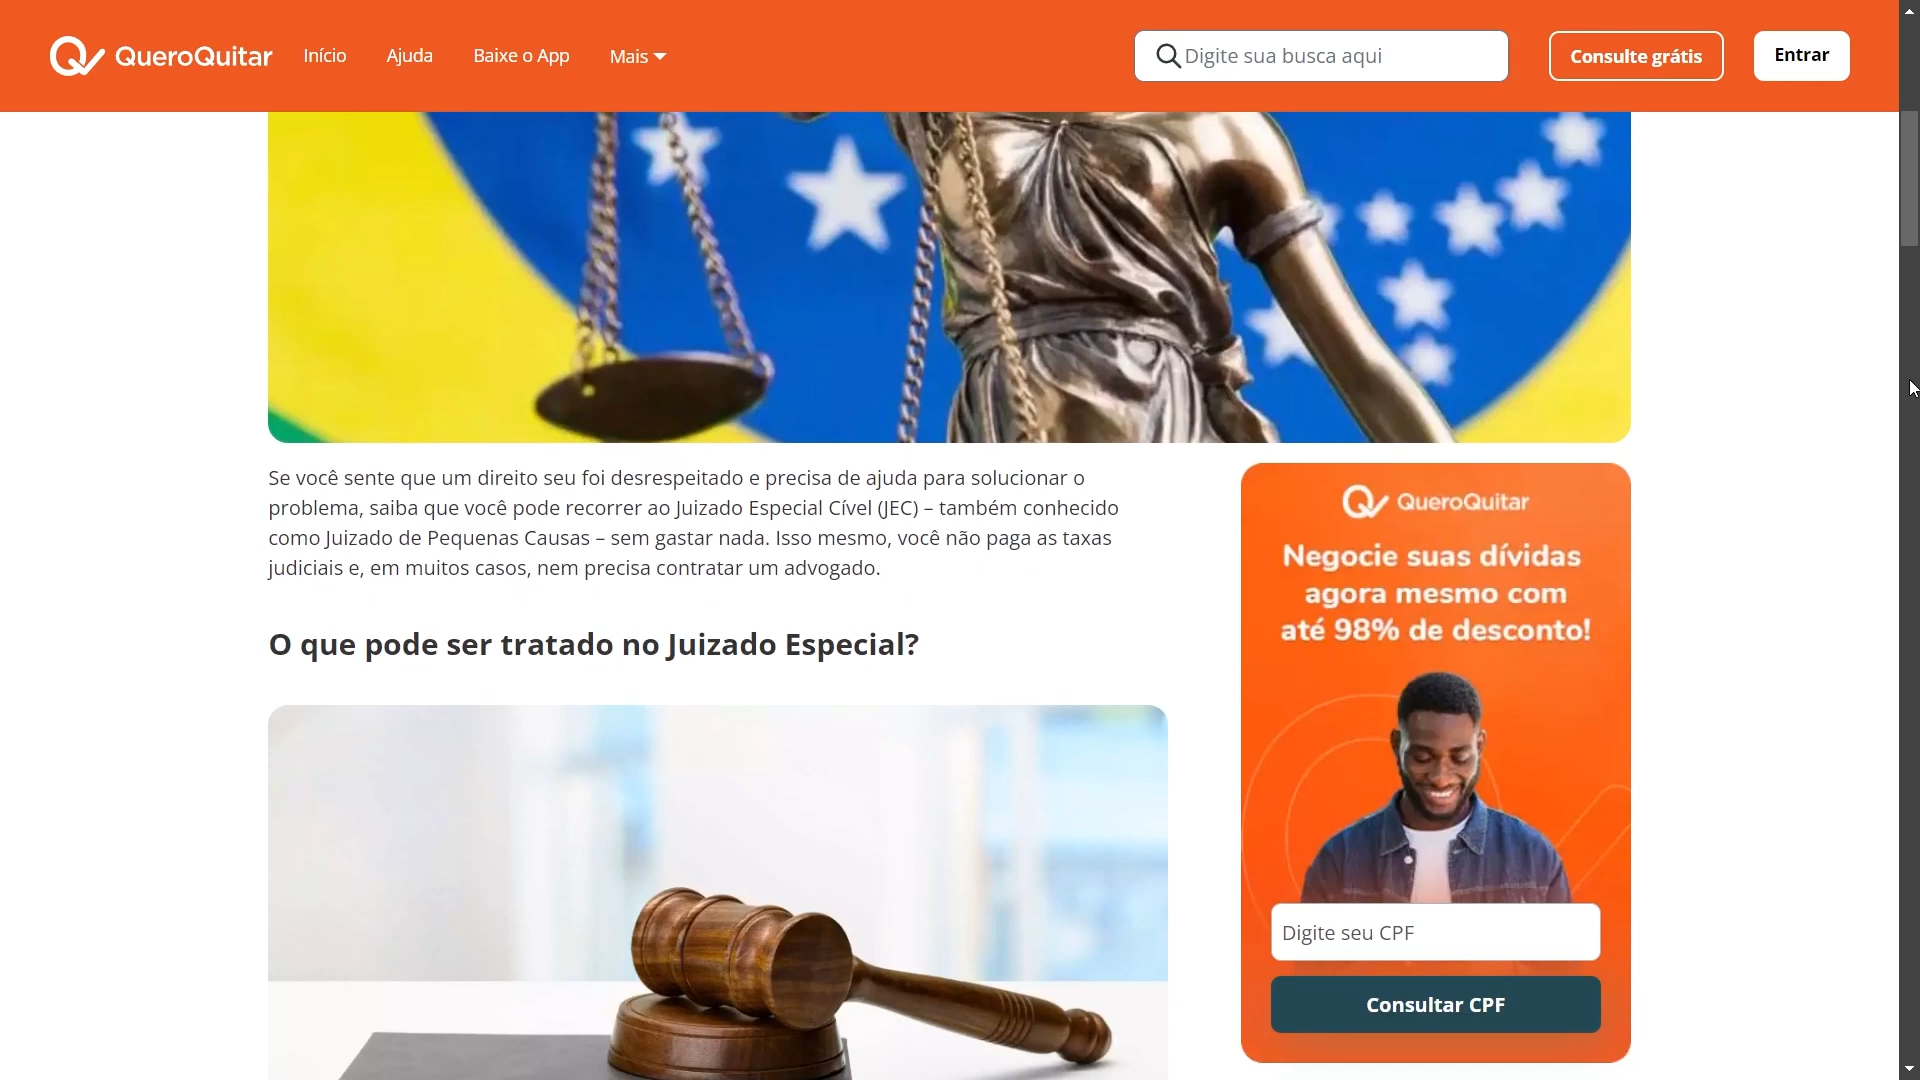 QueroQuitar
Início
Ajuda
Baixe o App
Mais
Digite sua busca aqui
Consulte grátis
Entrar
Se você sente que um direito seu foi desrespeitado e precisa de ajuda para solucionar o
problema, saiba que você pode recorrer ao Juizado Especial Cível (JEC) – também conhecido
como Juizado de Pequenas Causas – sem gastar nada. Isso mesmo, você não paga as taxas
judiciais e, em muitos casos, nem precisa contratar um advogado.
O que pode ser tratado no Juizado Especial?
QueroQuitar
Negocie suas dívidas
agora mesmo com
até 98% de desconto!
Digite seu CPF
Consultar CPF